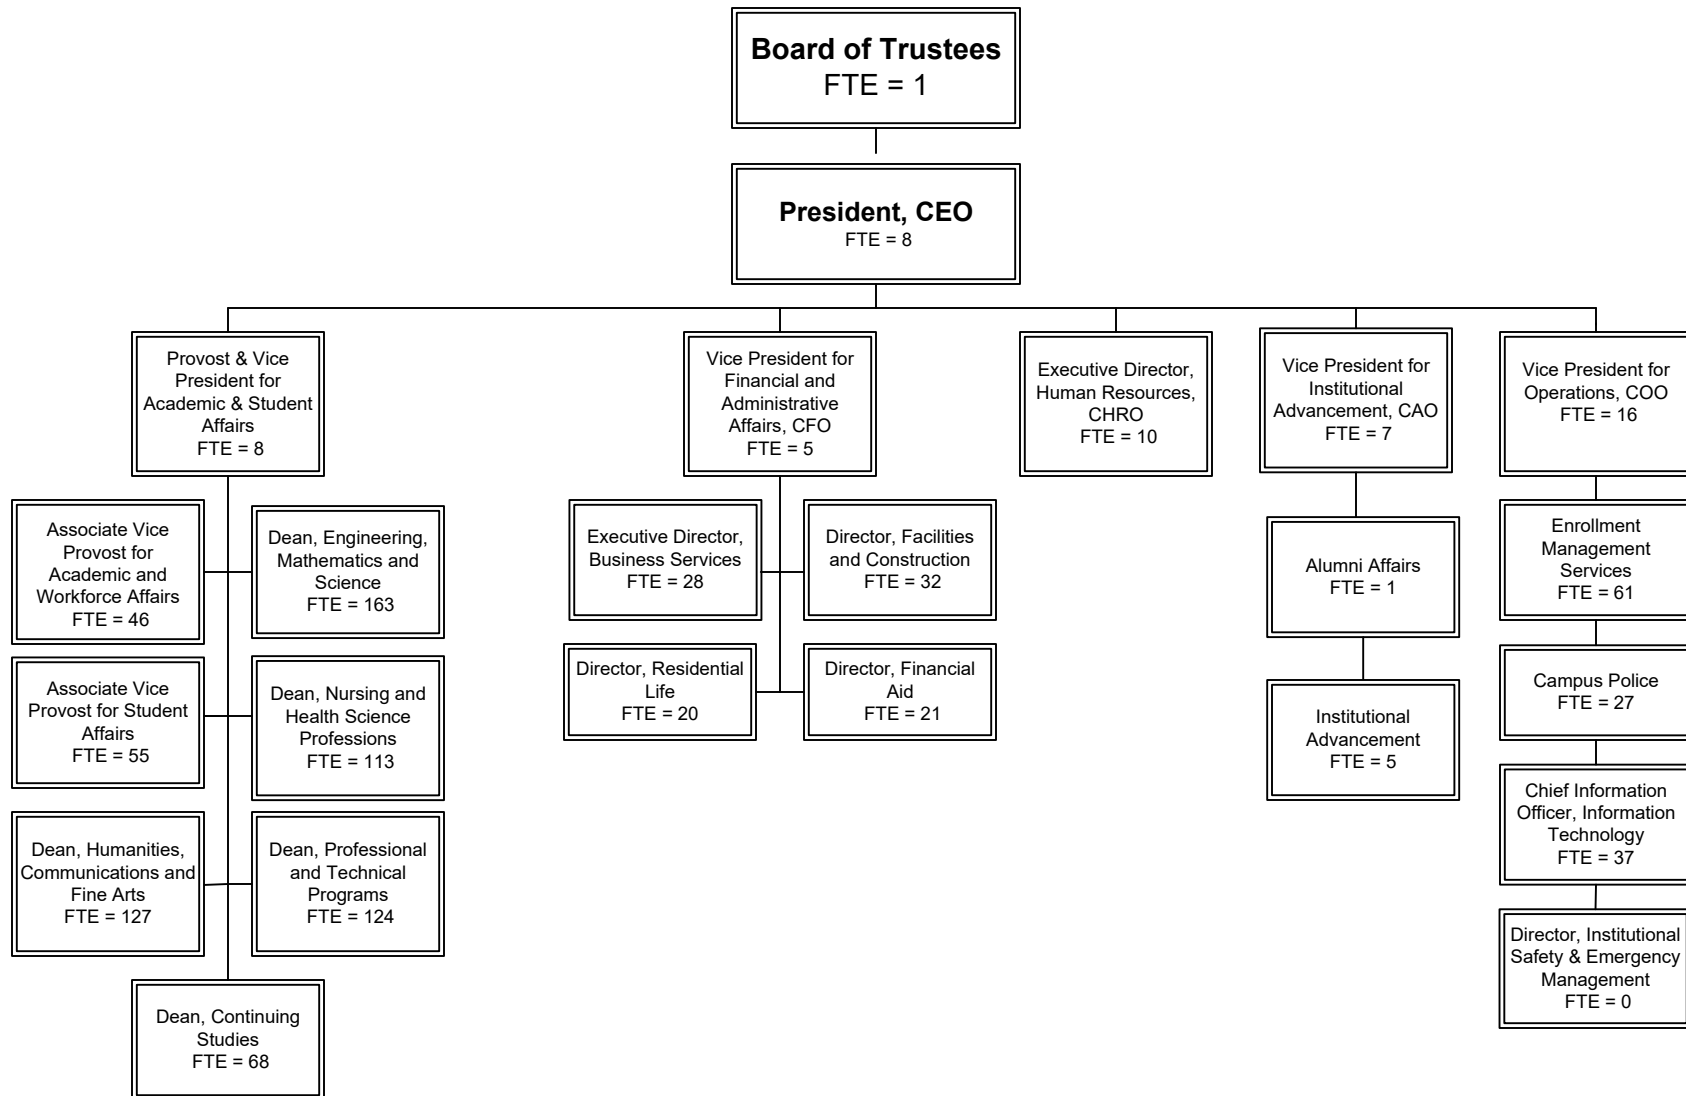 Board of Trustees
FTE = 1
President, CEO
FTE = 8
Provost & Vice
President for
Academic & Student
Affairs
FTE = 8
Vice President for
Financial and
Administrative
Affairs, CFO
FTE = 5
Executive Director,
Human Resources,
CHRO
FTE = 10
Vice President for
Institutional
Advancement, CAO
FTE = 7
Vice President for
Operations, COO
FTE = 16
Associate Vice
Provost for
Academic and
Workforce Affairs
FTE = 46
Dean, Engineering,
Mathematics and
Science
FTE = 163
Associate Vice
Provost for Student
Affairs
FTE = 55
Dean, Nursing and
Health Science
Professions
FTE = 113
Dean, Humanities,
Communications and
Fine Arts
FTE = 127
Dean, Professional
and Technical
Programs
FTE = 124
Dean, Continuing
Studies
FTE = 68
Executive Director,
Business Services
FTE = 28
Director, Facilities
and Construction
FTE = 32
Director, Residential
Life
FTE = 20
Director, Financial
Aid
FTE = 21
Alumni Affairs
FTE = 1
Institutional
Advancement
FTE = 5
Enrollment
Management
Services
FTE = 61
Campus Police
FTE = 27
Chief Information
Officer, Information
Technology
FTE = 37
Director, Institutional
Safety & Emergency
Management
FTE = 0